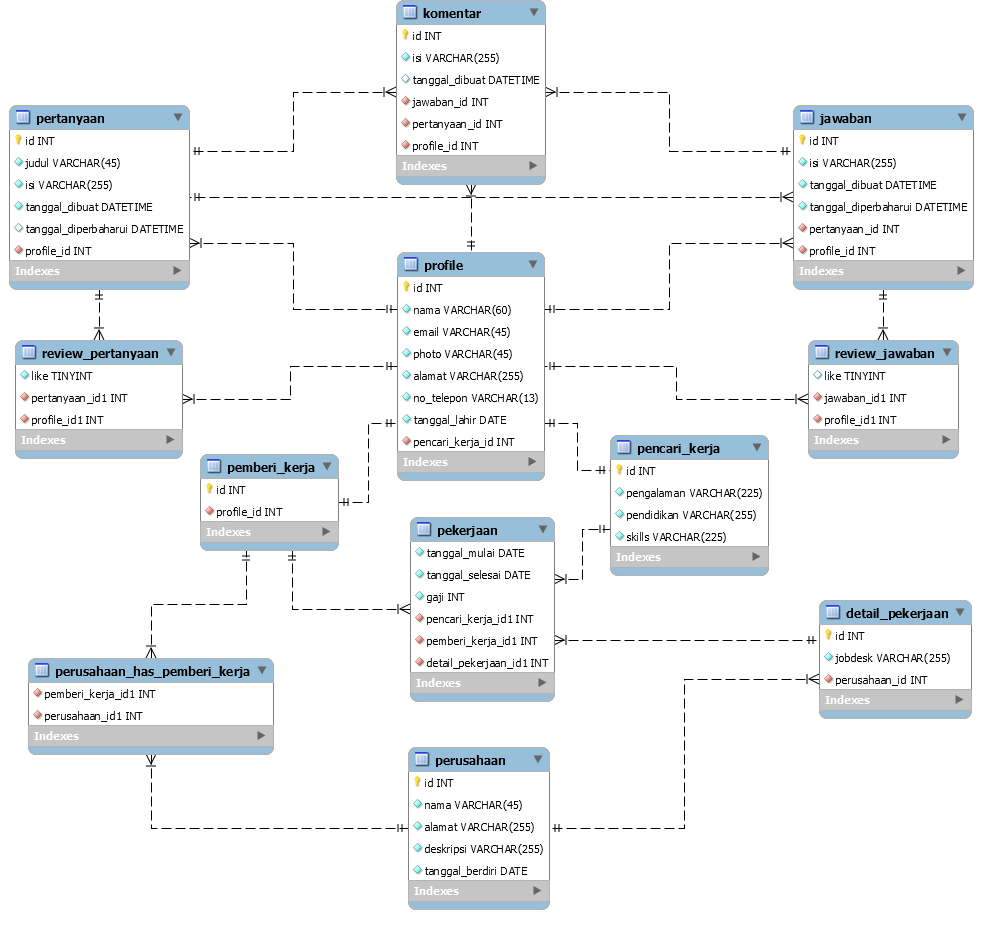 komentar
id INT
isi VARCHAR(255)
tanggal_dibuat DATETIME
jawaban_id INT
pertanyaan_id INT
profile_id INT
Indexes
pertanyaan
id INT
judul VARCHAR(45)
isi VARCHAR(255)
tanggal_dibuat DATETIME
tanggal_diperbaharui DATETIME
profile_id INT
Indexes
jawaban
id INT
isi VARCHAR(255)
tanggal_dibuat DATETIME
tanggal_diperbaharui DATETIME
pertanyaan_id INT
profile_id INT
Indexes
profile
id INT
nama VARCHAR(60)
email VARCHAR(45)
photo VARCHAR(45)
alamat VARCHAR(255)
no_telepon VARCHAR(13)
tanggal_lahir DATE
pencari_kerja_id INT
Indexes
review_pertanyaan
like TINYINT
pertanyaan_id1 INT
profile_id1 INT
Indexes
review_jawaban
like TINYINT
jawaban_id1 INT
profile_id1 INT
Indexes
pemberi_kerja
id INT
profile_id INT
Indexes
pencari_kerja
id INT
pengalaman VARCHAR(225)
pendidikan VARCHAR(255)
skills VARCHAR(225)
Indexes
pekerjaan
tanggal_mulai DATE
tanggal_selesai DATE
gaji INT
pencari_kerja_id1 INT
pemberi_kerja_id1 INT
detail_pekerjaan_id1 INT
Indexes
detail_pekerjaan
id INT
jobdesk VARCHAR(255)
perusahaan_id INT
Indexes
perusahaan_has_pemberi_kerja
pemberi_kerja_id1 INT
perusahaan_id1 INT
Indexes
perusahaan
id INT
nama VARCHAR(45)
alamat VARCHAR(255)
deskripsi VARCHAR(255)
tanggal_berdiri DATE
Indexes